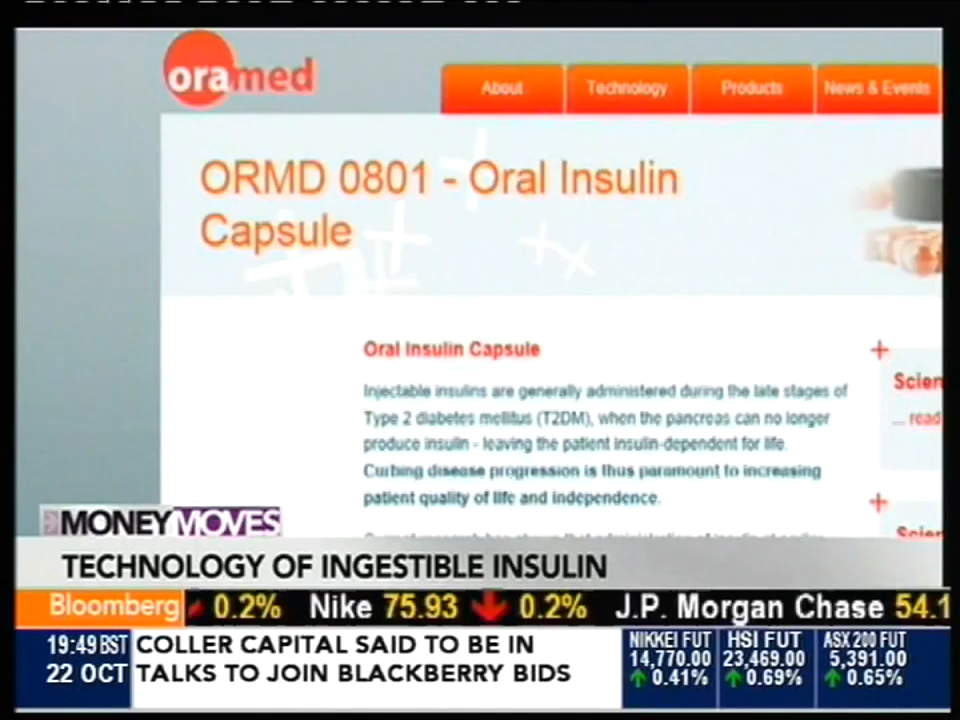 oramed
About
Technology
Products
News & Events
ORMD 0801 - Oral Insulin
Capsule
Oral Insulin Capsule
Injectable insulins are generally administered during the late stages of
Type 2 diabetes mellitus (T2DM), when the pancreas can no longer
produce insulin - leaving the patient insulin-dependent for life.
Curbing disease progression is thus paramount to increasing
patient quality of life and independence.
Scien
... read
Scien
MONEYMOVES
TECHNOLOGY OF INGESTIBLE INSULIN
Bloomberg 0.2% Nike 75.93 0.2% J.P. Morgan Chase 54.1
19:49 BST
22 OCT
COLLER CAPITAL SAID TO BE IN
TALKS TO JOIN BLACKBERRY BIDS
NIKKEI FUT
14,770.00
0.41%
HSI FUT
23,469.00
0.69%
ASX 200 FUT
5,391.00
0.65%